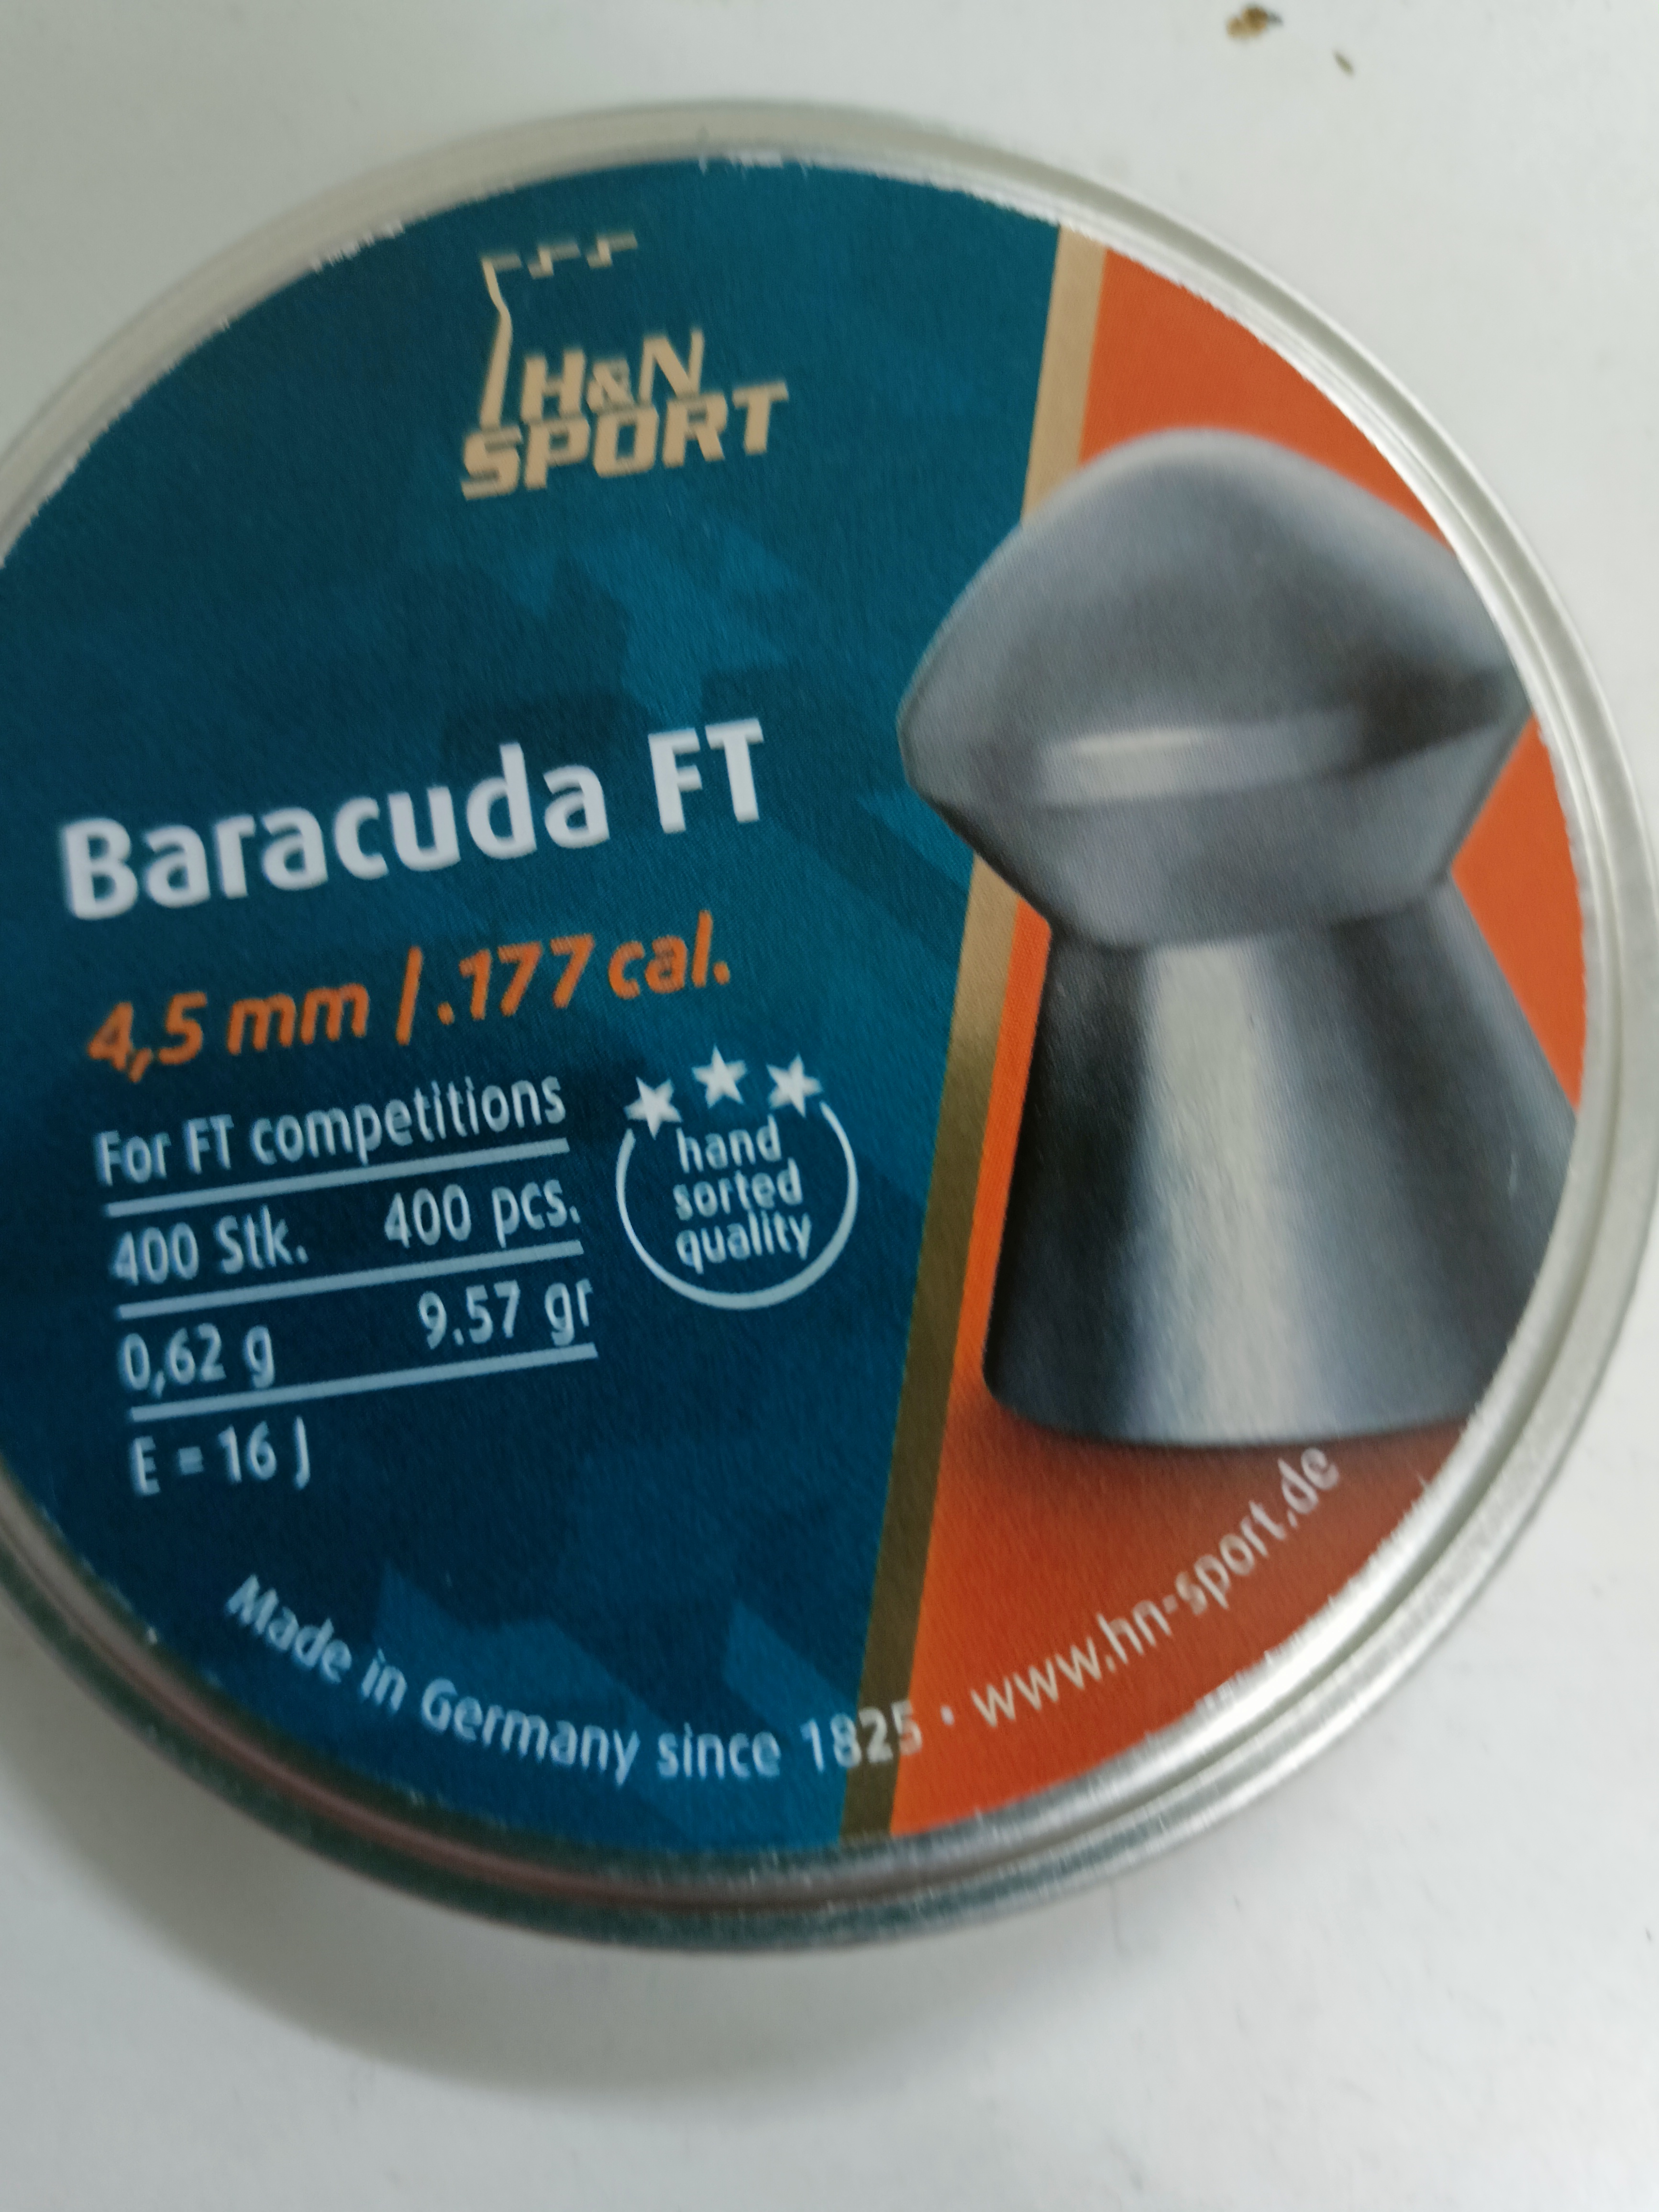 H&N
SPORT
Baracuda FT
4,5 mm / .177 cal.
For FT competitions
400 Stk. 400 pcs.
0,62 g 9.57 gr
E = 16 J
hand
sorted
quality
Made in Germany since 1825 · www.hn-sport.de